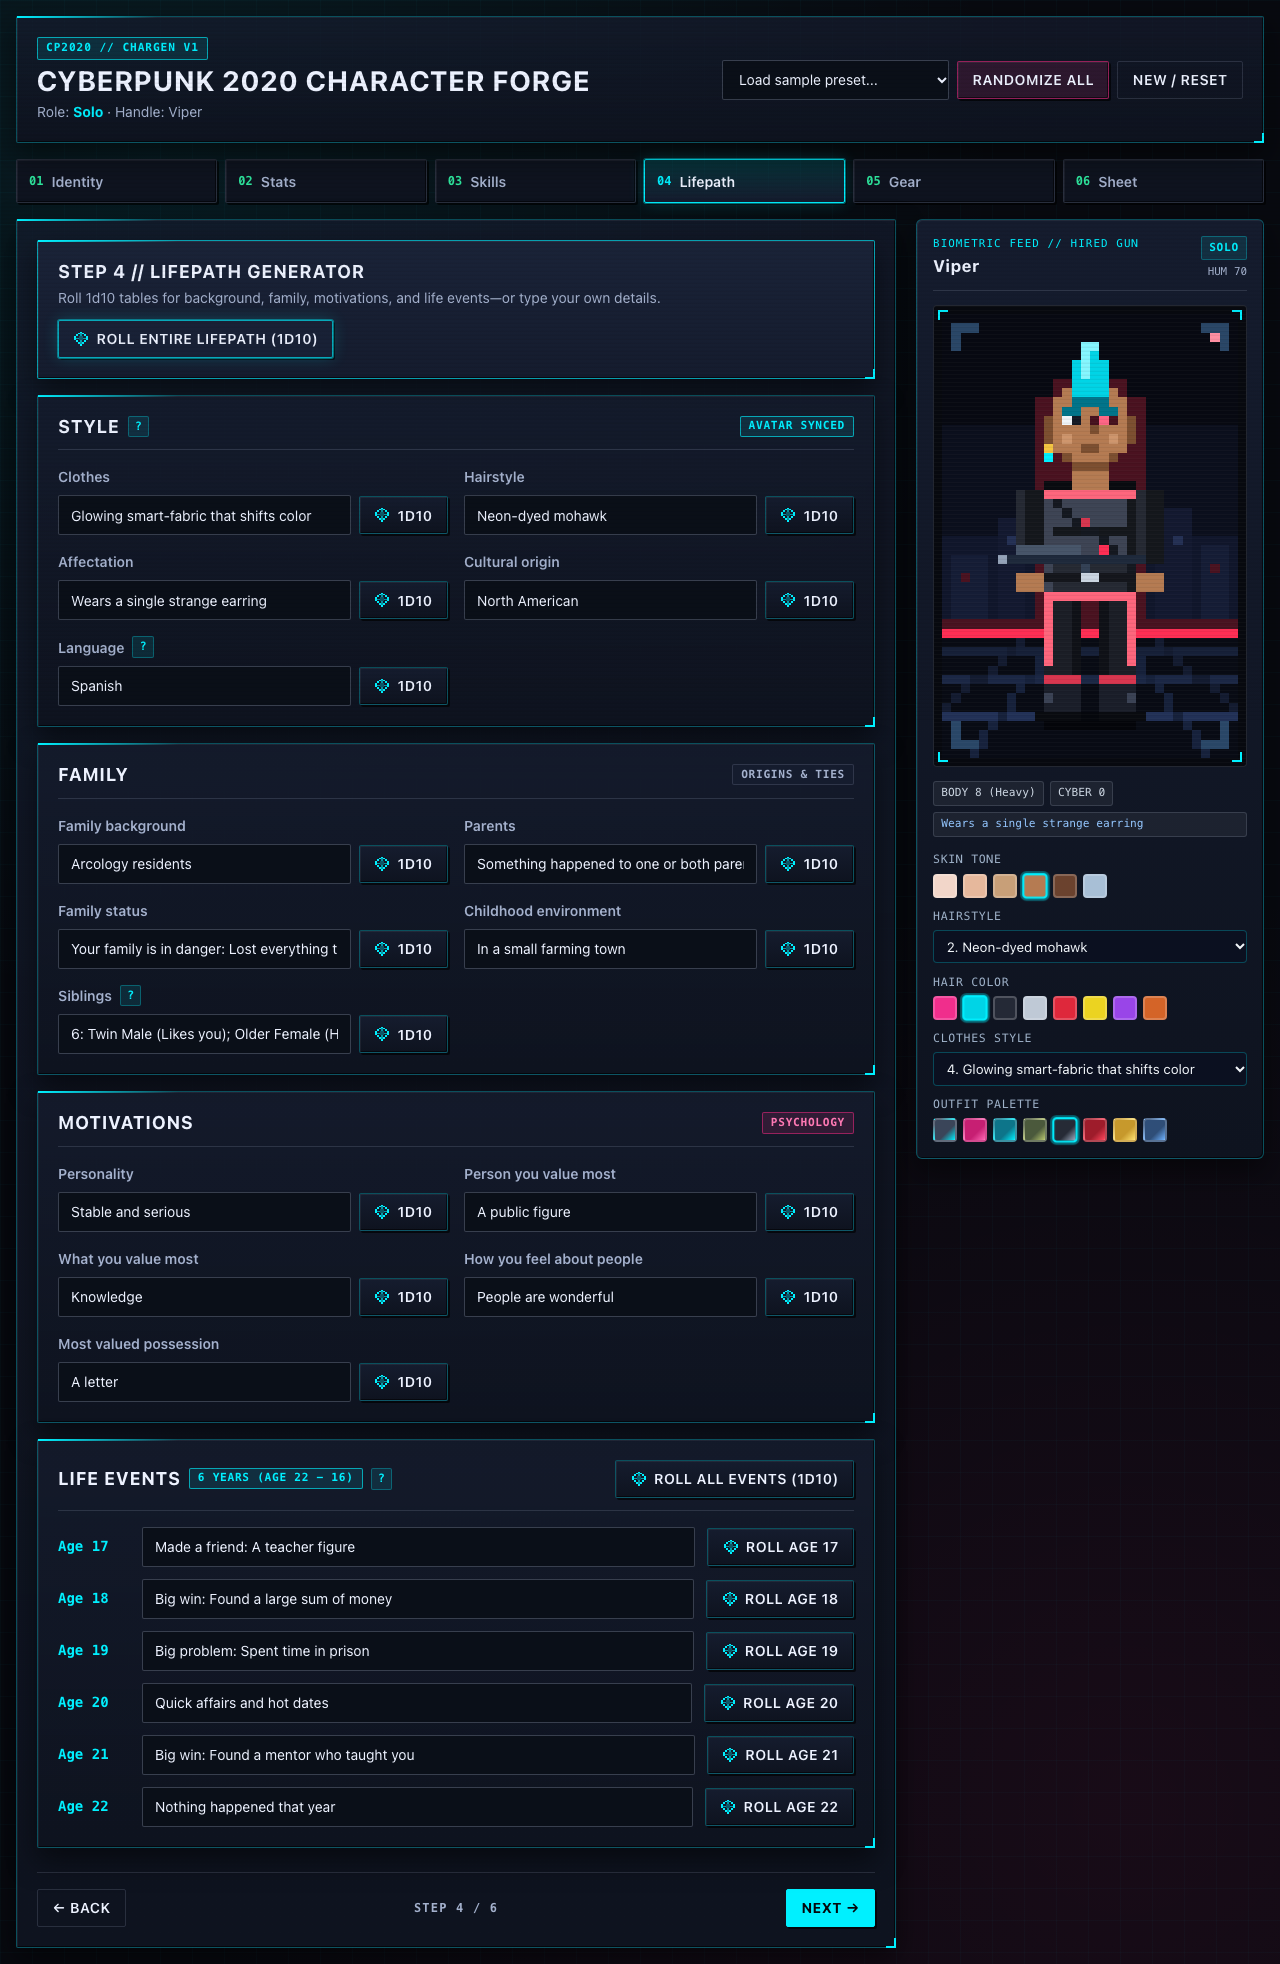 CP2020 // CHARGEN V1
CYBERPUNK 2020 CHARACTER FORGE
Role: Solo · Handle: Viper
Load sample preset...
RANDOMIZE ALL
NEW / RESET
01 Identity
02 Stats
03 Skills
04 Lifepath
05 Gear
06 Sheet
STEP 4 // LIFEPATH GENERATOR
Roll 1d10 tables for background, family, motivations, and life events—or type your own details.
ROLL ENTIRE LIFEPATH (1D10)
STYLE ?
AVATAR SYNCED
Clothes
Glowing smart-fabric that shifts color
1D10
Hairstyle
Neon-dyed mohawk
1D10
Affectation
Wears a single strange earring
1D10
Cultural origin
North American
1D10
Language ?
Spanish
1D10
FAMILY
ORIGINS & TIES
Family background
Arcology residents
1D10
Parents
Something happened to one or both pare
1D10
Family status
Your family is in danger: Lost everything t
1D10
Childhood environment
In a small farming town
1D10
Siblings ?
6: Twin Male (Likes you); Older Female (H
1D10
MOTIVATIONS
PSYCHOLOGY
Personality
Stable and serious
1D10
Person you value most
A public figure
1D10
What you value most
Knowledge
1D10
How you feel about people
People are wonderful
1D10
Most valued possession
A letter
1D10
LIFE EVENTS
6 YEARS (AGE 22 – 16)
?
ROLL ALL EVENTS (1D10)
Age 17
Made a friend: A teacher figure
ROLL AGE 17
Age 18
Big win: Found a large sum of money
ROLL AGE 18
Age 19
Big problem: Spent time in prison
ROLL AGE 19
Age 20
Quick affairs and hot dates
ROLL AGE 20
Age 21
Big win: Found a mentor who taught you
ROLL AGE 21
Age 22
Nothing happened that year
ROLL AGE 22
← BACK
STEP 4 / 6
NEXT →
BIOMETRIC FEED // HIRED GUN
Viper
SOLO
HUM 70
BODY 8 (Heavy)
CYBER 0
Wears a single strange earring
SKIN TONE
HAIRSTYLE
2. Neon-dyed mohawk
HAIR COLOR
CLOTHES STYLE
4. Glowing smart-fabric that shifts color
OUTFIT PALETTE